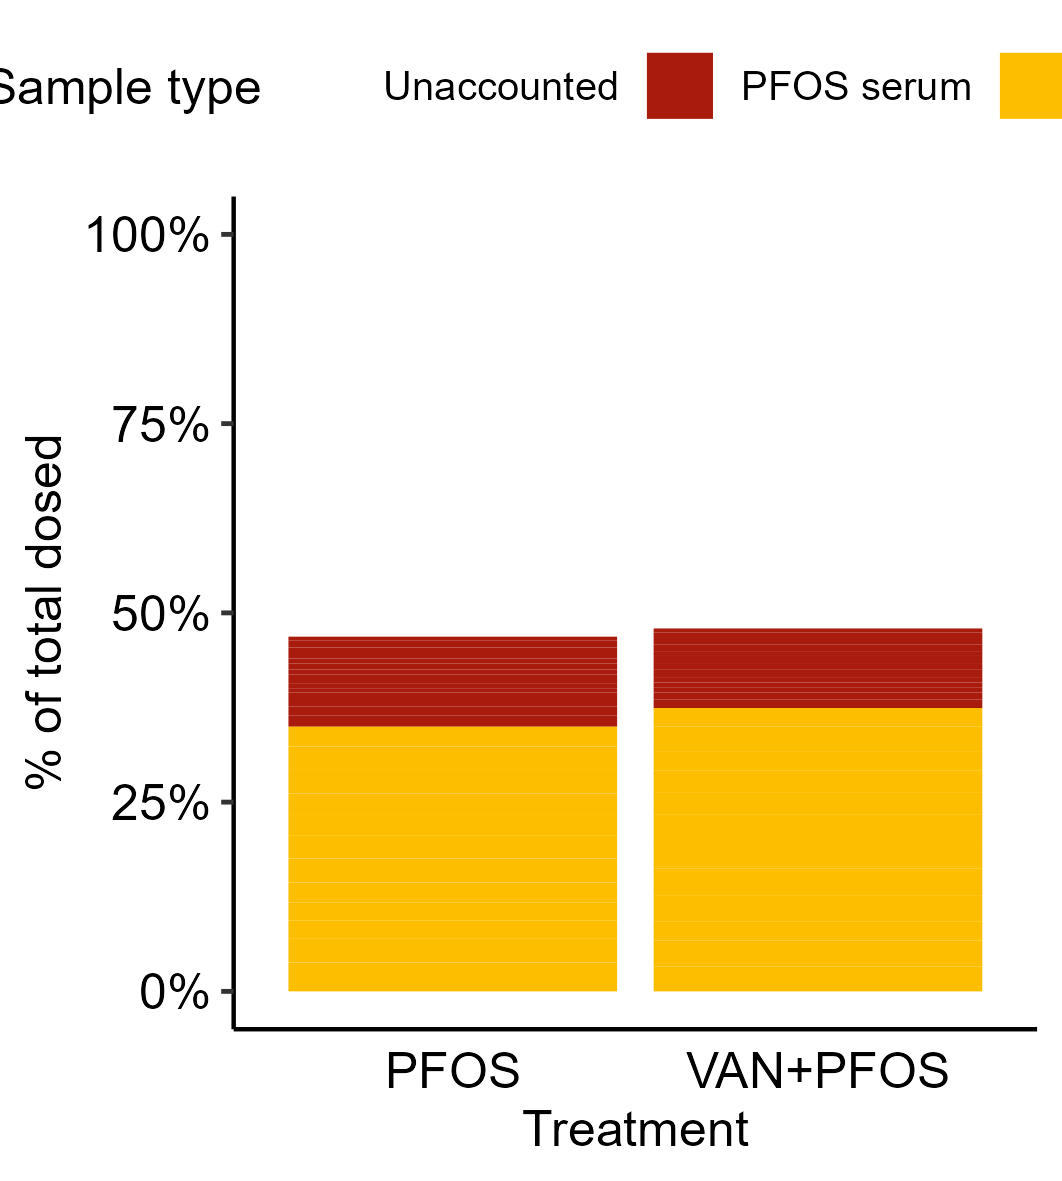 Sample type Unaccounted PFOS serum
100%
75%
50%
25%
0%
% of total dosed
PFOS VAN+PFOS
Treatment